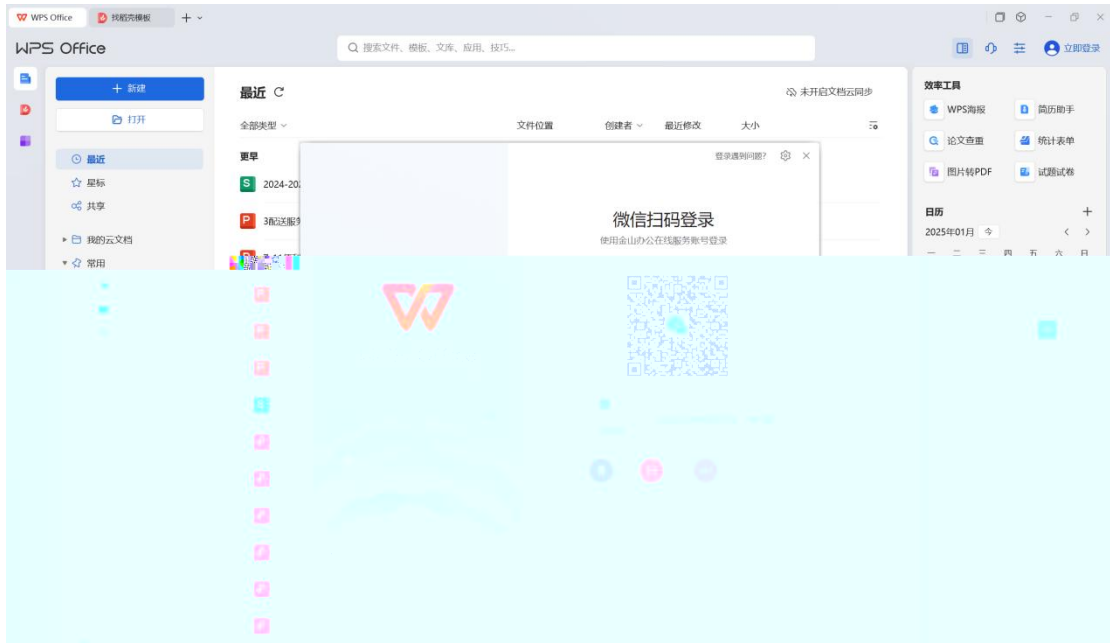 WPS Office
找稻壳模板
WPS Office
搜索文件、模板、文库、应用、技巧...
立即登录
新建
打开
最近
星标
共享
我的云文档
常用
最近
未开启文档云同步
全部类型
文件位置
创建者
最近修改
大小
更早
2024-202
3配送服务
登录遇到问题?
微信扫码登录
使用金山办公在线服务账号登录
效率工具
WPS海报
简历助手
论文查重
统计表单
图片转PDF
试题试卷
日历
2025年01月
今
一 二 三 四 五 六 日